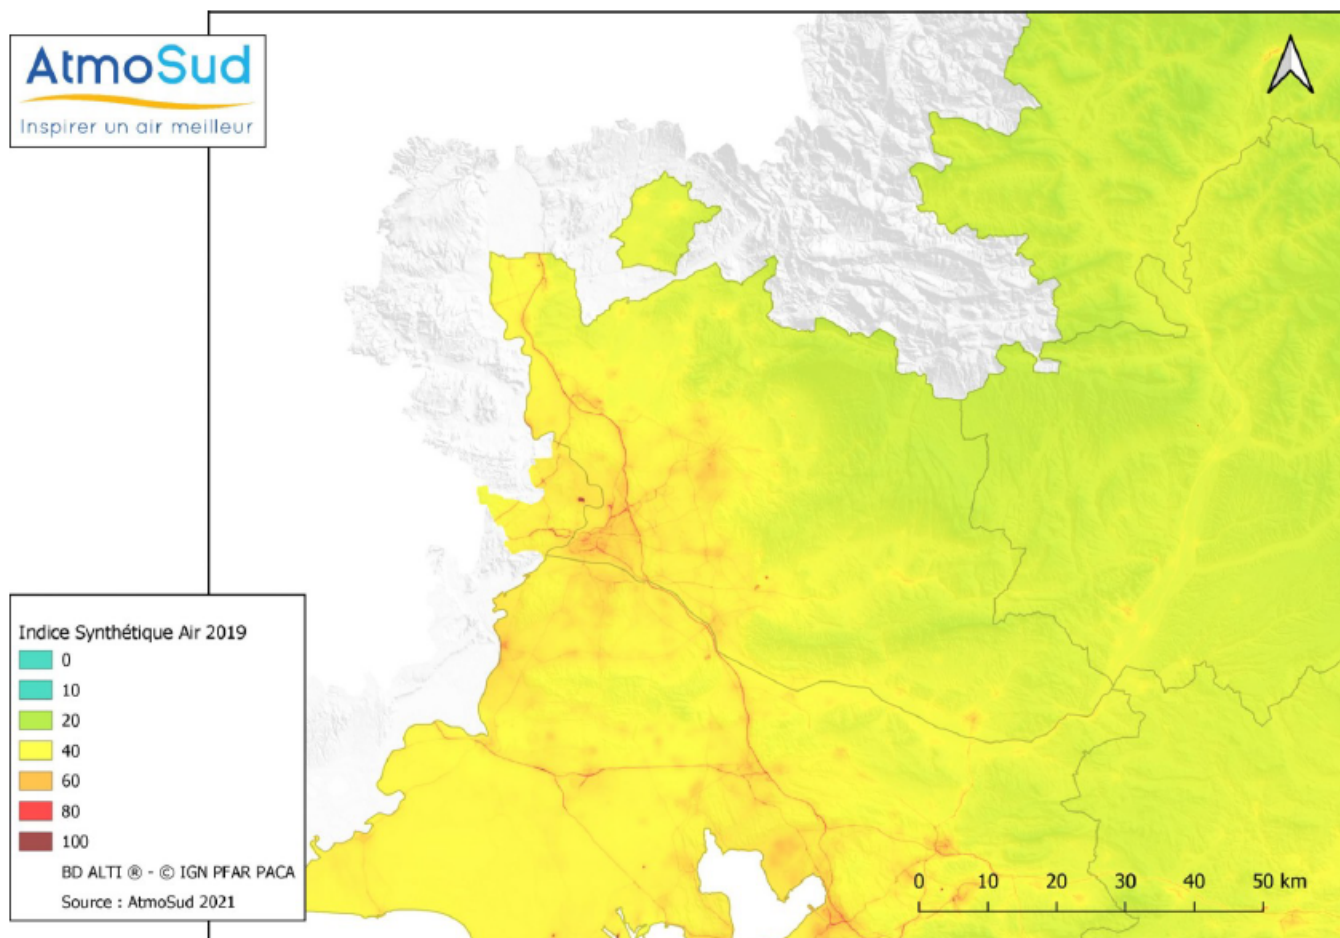 AtmoSud
Inspirer un air meilleur
Indice Synthétique Air 2019
0
10
20
40
60
80
100
BD ALTI ® - © IGN PFAR PACA
Source : AtmoSud 2021
0 10 20 30 40 50 km